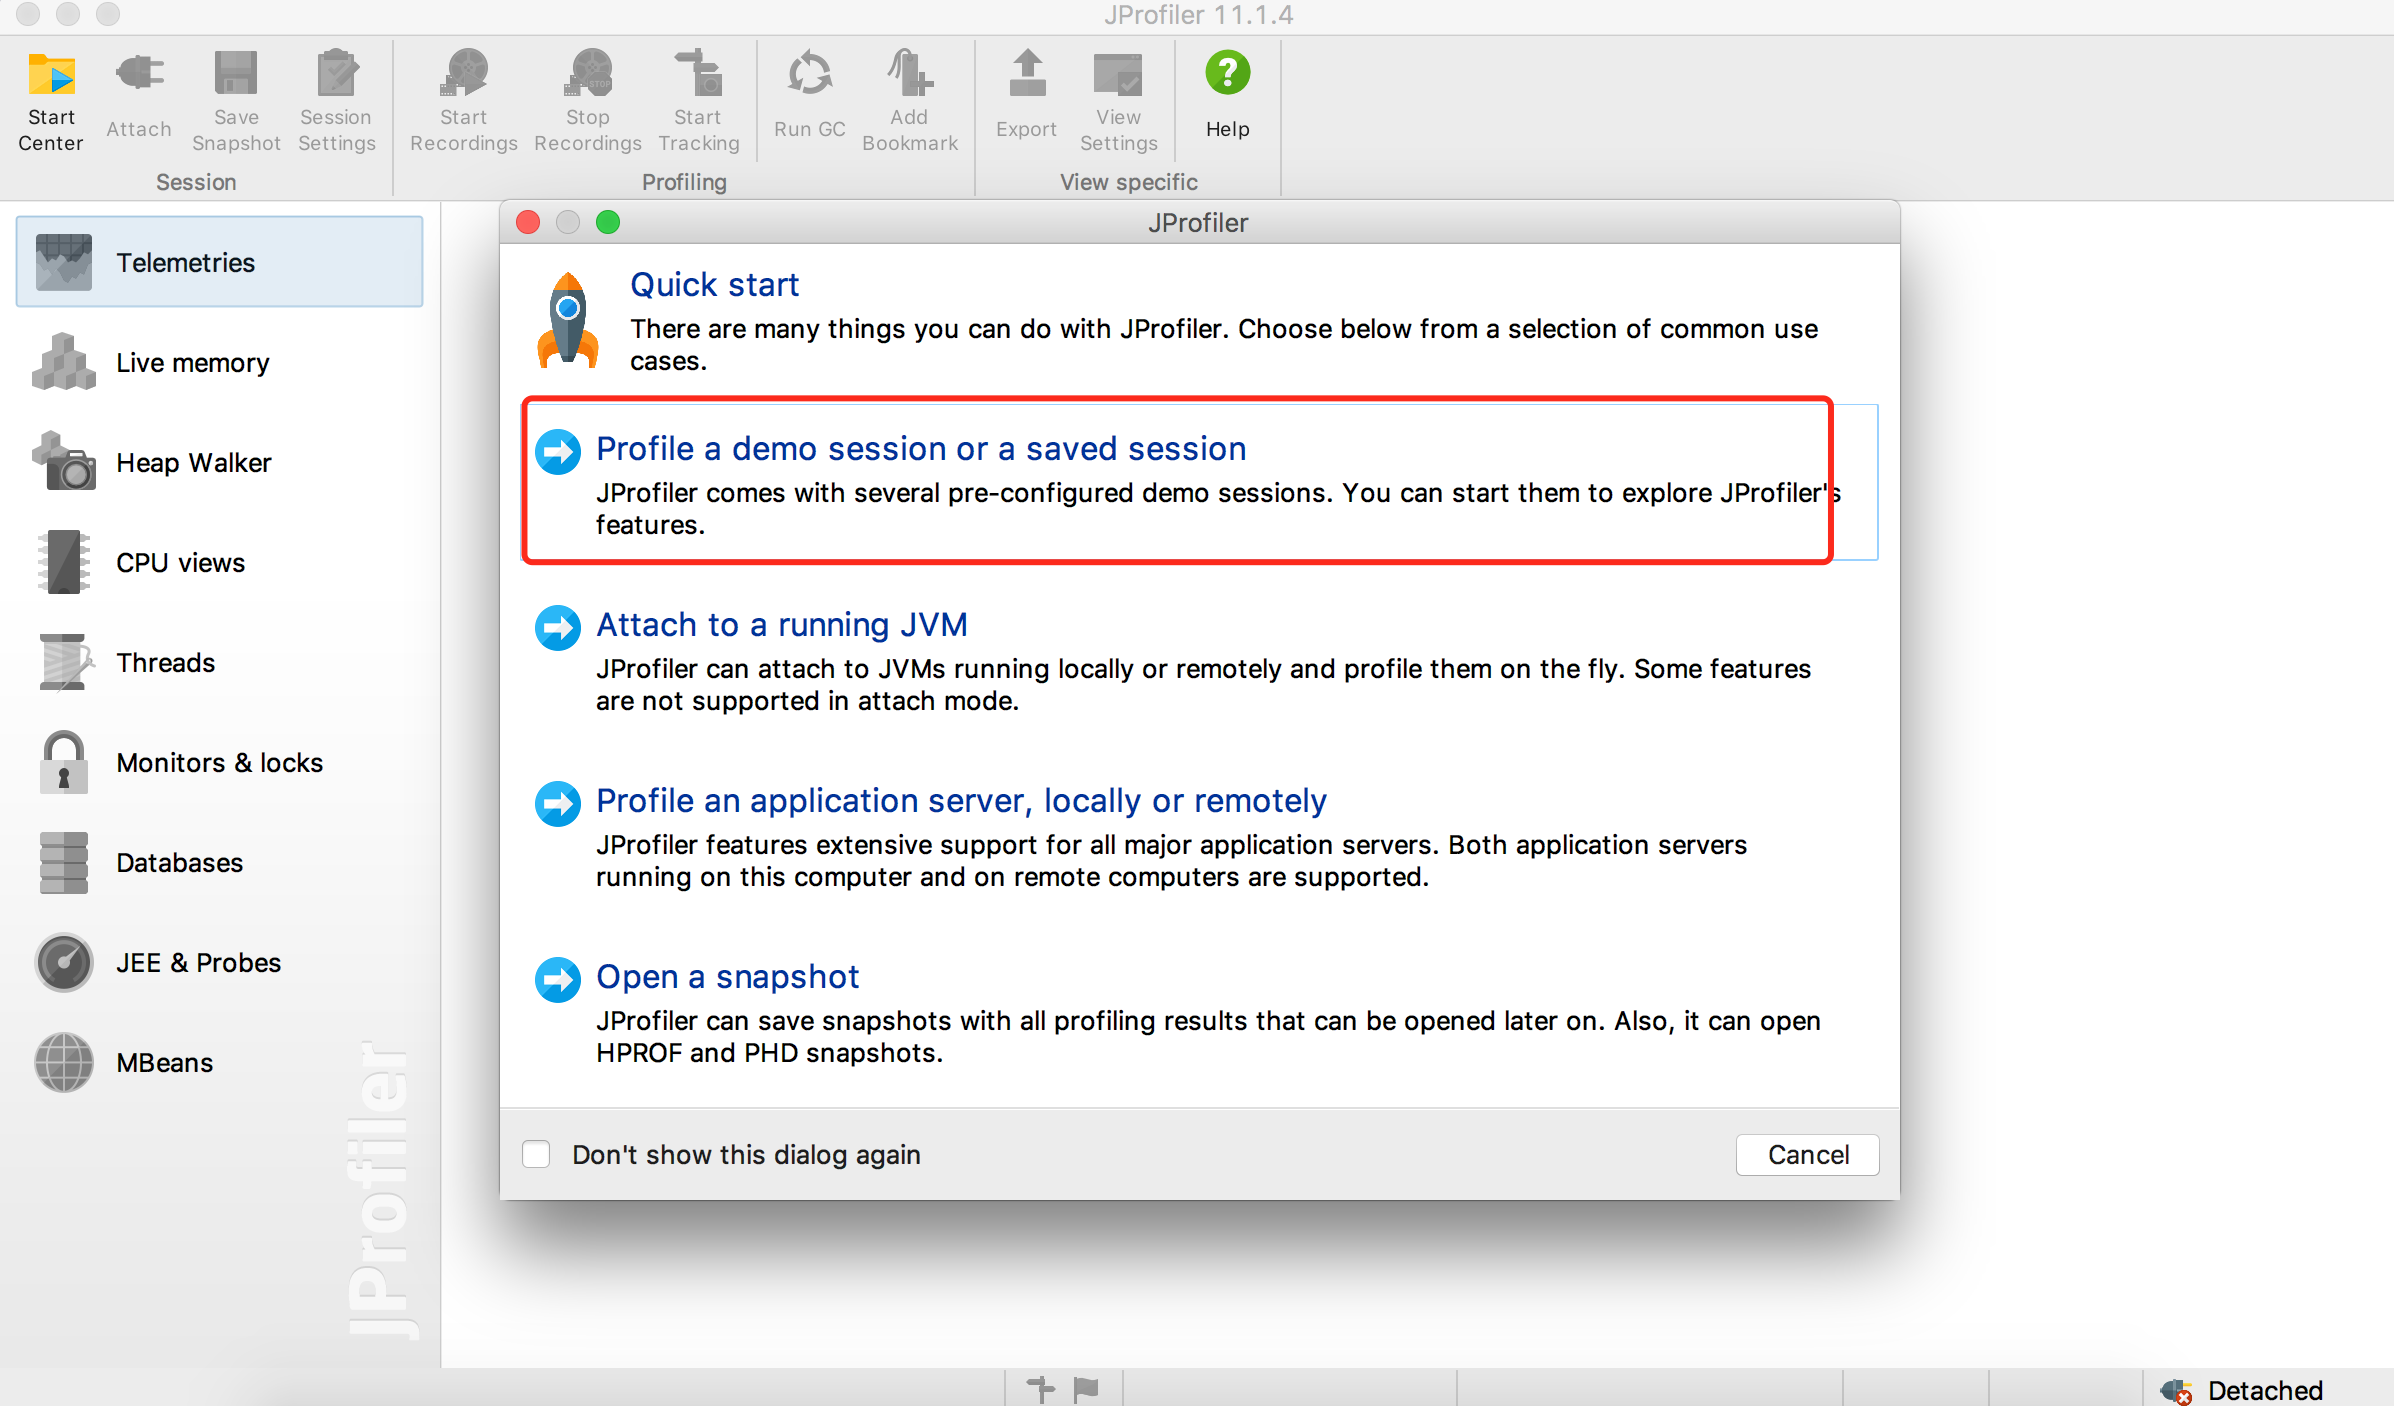 JProfiler 11.1.4
Start Center
Attach
Save Snapshot
Session Settings
Start Recordings
Stop Recordings
Start Tracking
Run GC
Add Bookmark
Export
View Settings
Help
Session
Profiling
View specific
Telemetries
Live memory
Heap Walker
CPU views
Threads
Monitors & locks
Databases
JEE & Probes
MBeans
JProfiler
JProfiler
Quick start
There are many things you can do with JProfiler. Choose below from a selection of common use
cases.
Profile a demo session or a saved session
JProfiler comes with several pre-configured demo sessions. You can start them to explore JProfiler's
features.
Attach to a running JVM
JProfiler can attach to JVMs running locally or remotely and profile them on the fly. Some features
are not supported in attach mode.
Profile an application server, locally or remotely
JProfiler features extensive support for all major application servers. Both application servers
running on this computer and on remote computers are supported.
Open a snapshot
JProfiler can save snapshots with all profiling results that can be opened later on. Also, it can open
HPROF and PHD snapshots.
Don't show this dialog again
Cancel
Detached